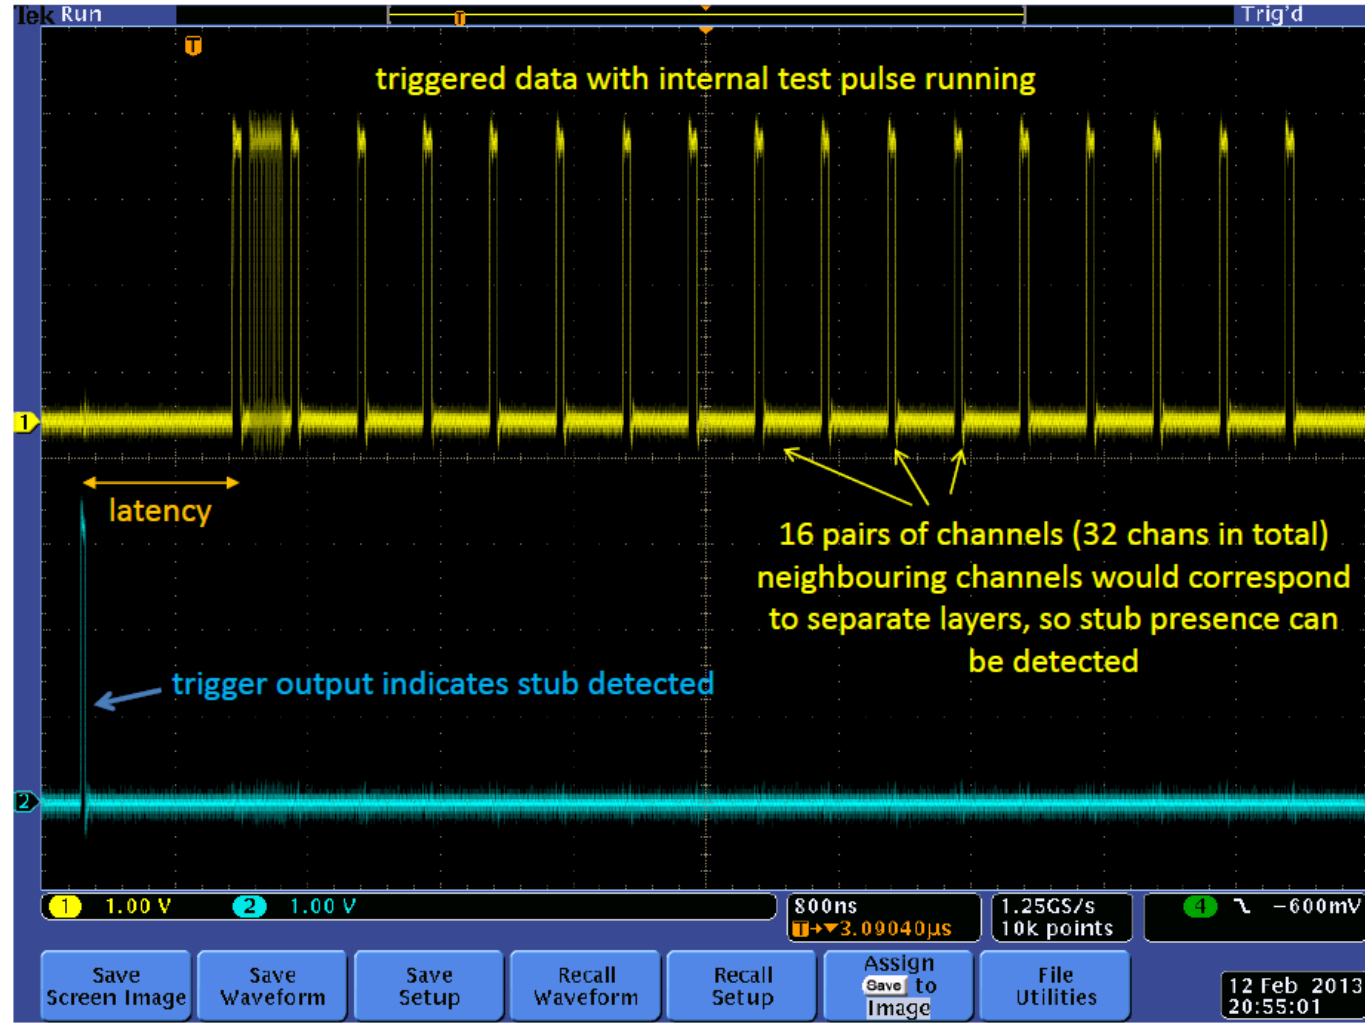 Tek Run
Trig'd
T
T
triggered data with internal test pulse running
1
latency
16 pairs of channels (32 chans in total)
neighbouring channels would correspond
to separate layers, so stub presence can
be detected
trigger output indicates stub detected
2
1 1.00 V 2 1.00 V
800ns
T→▼3.09040µs
1.25GS/s
10k points
4 -600mV
Save
Screen Image
Save
Waveform
Save
Setup
Recall
Waveform
Recall
Setup
Assign
Save to
Image
File
Utilities
12 Feb 2013
20:55:01